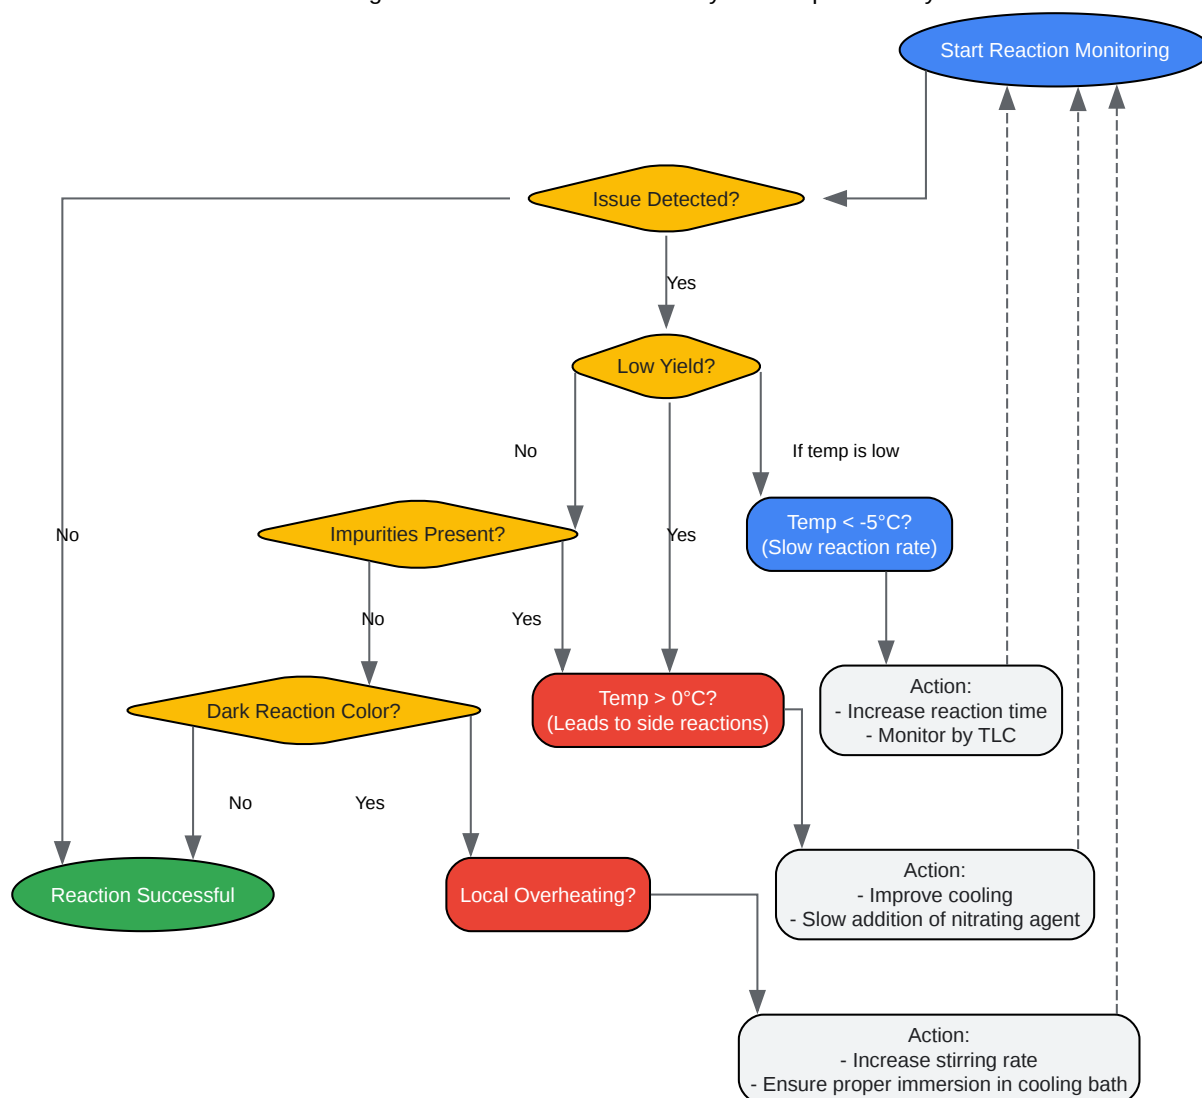 Start Reaction Monitoring
Issue Detected?
Yes
Low Yield?
No
If temp is low
No
Impurities Present?
Yes
Temp < -5°C?
(Slow reaction rate)
No
Yes
Dark Reaction Color?
Temp > 0°C?
(Leads to side reactions)
Action:
- Increase reaction time
- Monitor by TLC
No
Yes
Reaction Successful
Local Overheating?
Action:
- Improve cooling
- Slow addition of nitrating agent
Action:
- Increase stirring rate
- Ensure proper immersion in cooling bath